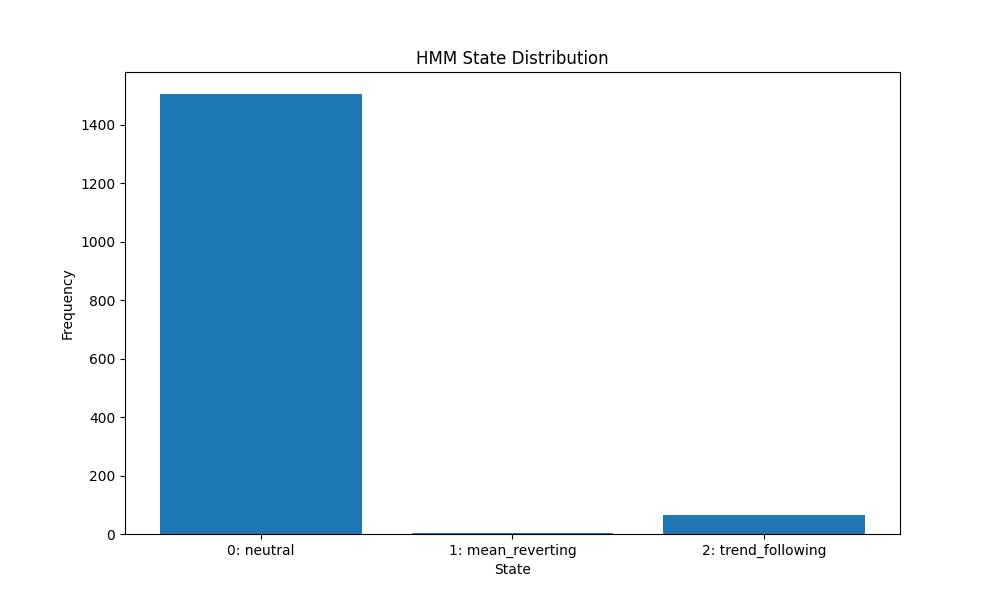 HMM State Distribution
Frequency
1400
1200
1000
800
600
400
200
0
0: neutral
1: mean_reverting
2: trend_following
State